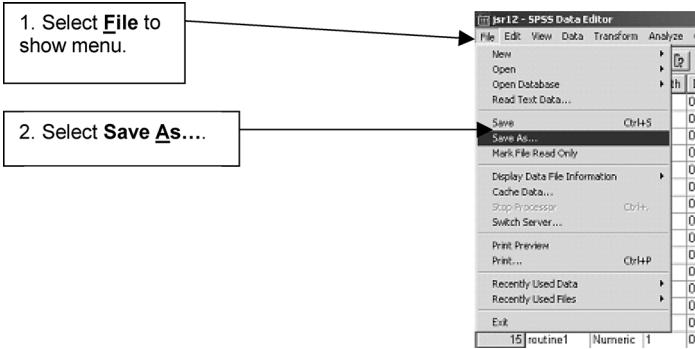 1. Select File to
show menu.
2. Select Save As….
jsr12 - SPSS Data Editor
File Edit View Data Transform Analyze
New
Open
Open Database
Read Text Data...
Save Ctrl+S
Save As...
Mark File Read Only
Display Data File Information
Cache Data...
Stop Processor Ctrl+.
Switch Server...
Print Preview
Print... Ctrl+P
Recently Used Data
Recently Used Files
Exit
15 routine1 Numeric 1